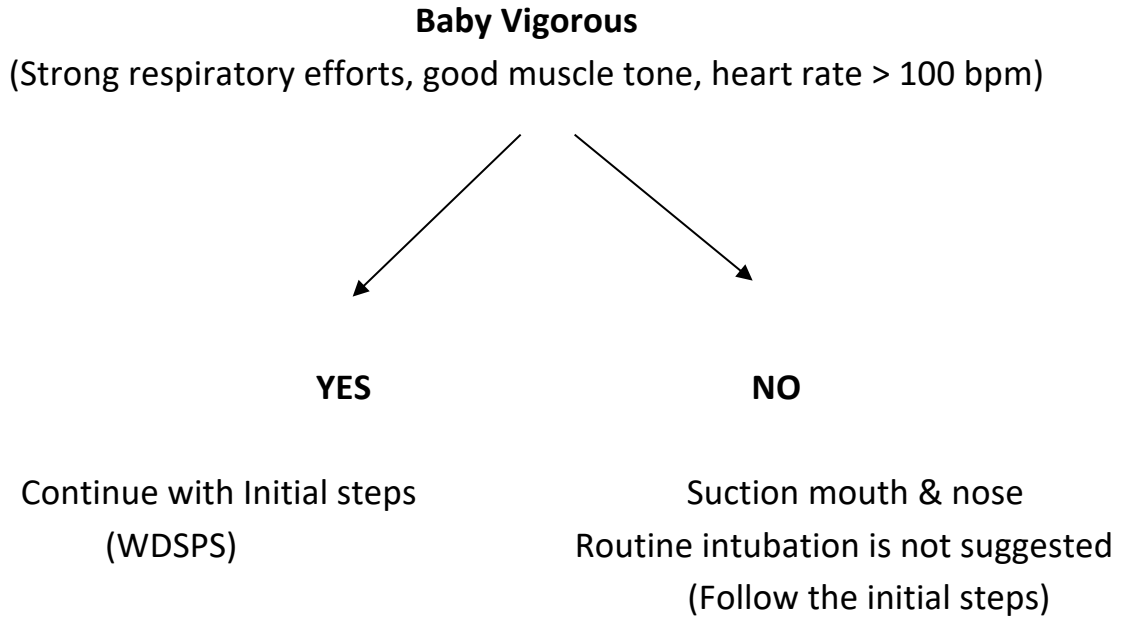 Baby Vigorous
(Strong respiratory efforts, good muscle tone, heart rate > 100 bpm)
YES
NO
Continue with Initial steps
(WDSPS)
Suction mouth & nose
Routine intubation is not suggested
(Follow the initial steps)